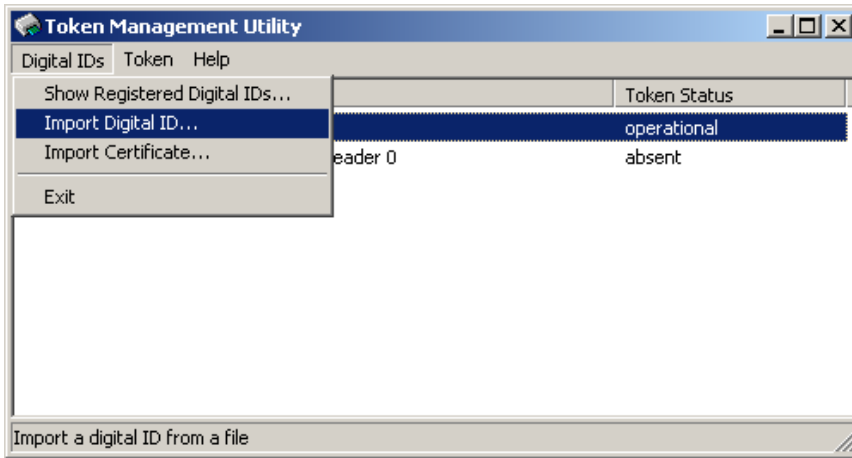 Token Management Utility
Digital IDs Token Help
Show Registered Digital IDs...
Token Status
Import Digital ID...
operational
Import Certificate...
eader 0
absent
Exit
Import a digital ID from a file